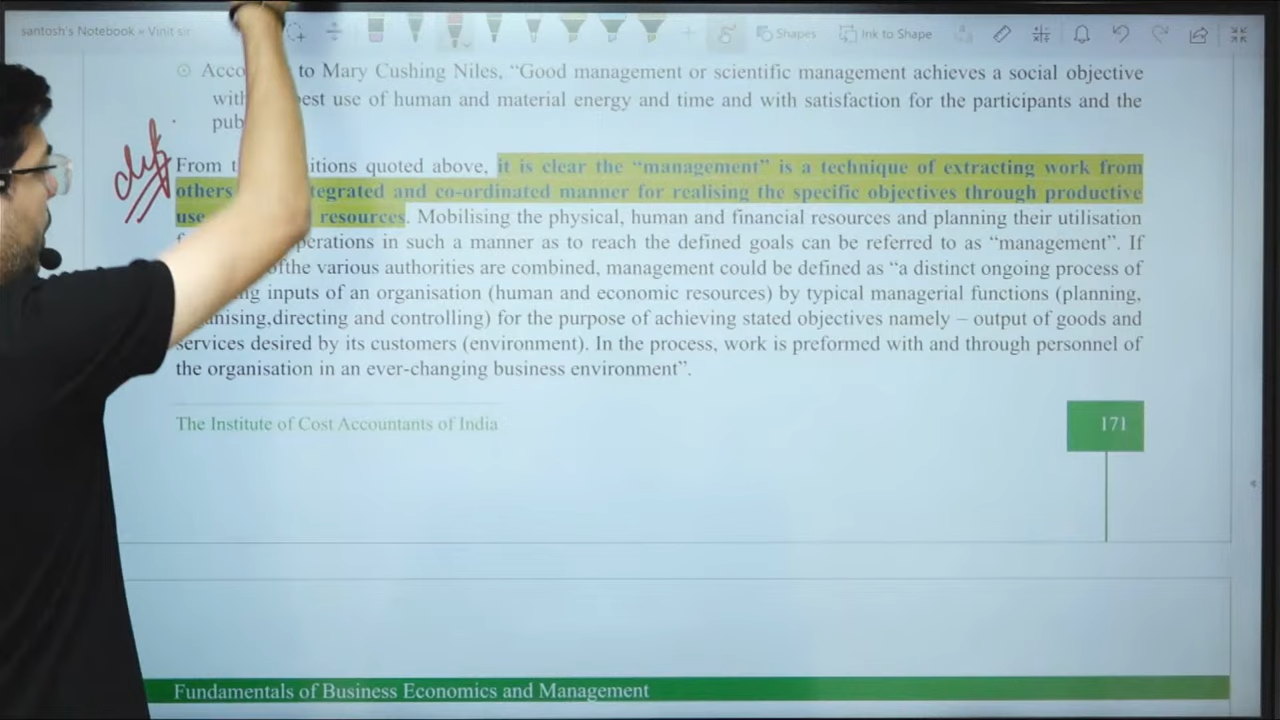 santosh's Notebook » Vinit sir
Shapes
Ink to Shape
to Mary Cushing Niles, “Good management or scientific management achieves a social objective
use of human and material energy and time and with satisfaction for the participants and the
def
From quoted above, it is clear the “management” is a technique of extracting work from
others and co-ordinated manner for realising the specific objectives through productive
use resources. Mobilising the physical, human and financial resources and planning their utilisation
in such a manner as to reach the defined goals can be referred to as “management”. If
ofthe various authorities are combined, management could be defined as “a distinct ongoing process of
inputs of an organisation (human and economic resources) by typical managerial functions (planning,
directing and controlling) for the purpose of achieving stated objectives namely – output of goods and
services desired by its customers (environment). In the process, work is preformed with and through personnel of
the organisation in an ever-changing business environment”.
The Institute of Cost Accountants of India
171
Fundamentals of Business Economics and Management